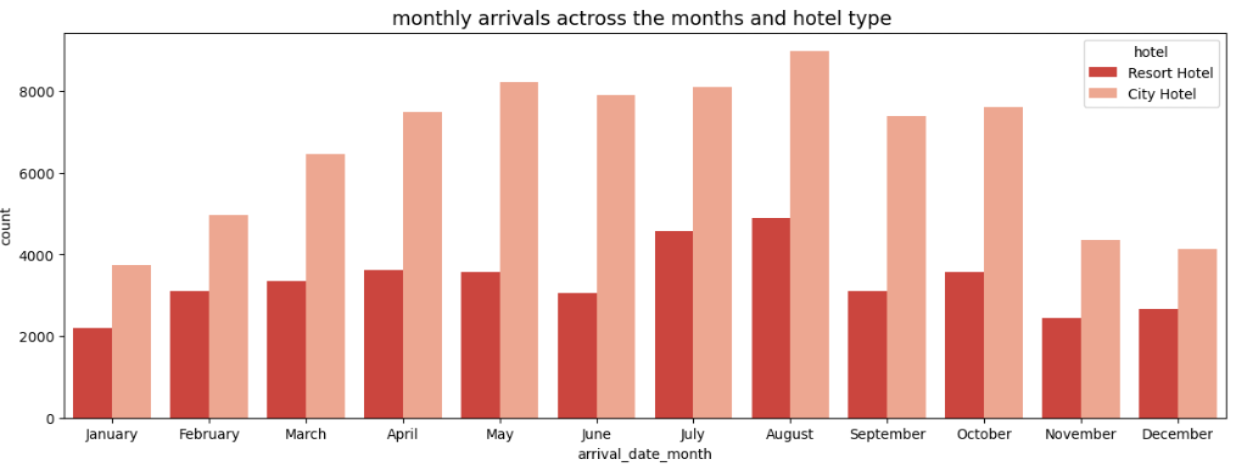 monthly arrivals actross the months and hotel type
hotel
Resort Hotel
City Hotel
8000
6000
4000
2000
0
count
January February March April May June July August September October November December
arrival_date_month